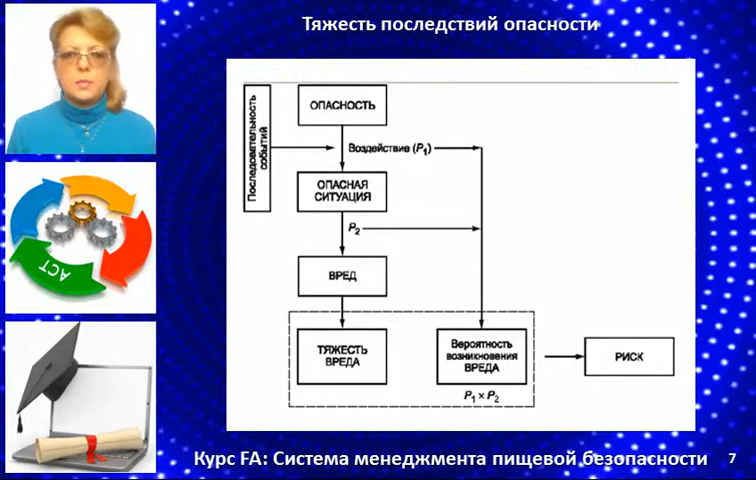 Тяжесть последствий опасности
Последовательность
событий
ОПАСНОСТЬ
Воздействие (P₁)
ОПАСНАЯ
СИТУАЦИЯ
P₂
ВРЕД
ТЯЖЕСТЬ
ВРЕДА
Вероятность
возникновения
ВРЕДА
P₁ × P₂
РИСК
ACT
Курс FA: Система менеджмента пищевой безопасности 7